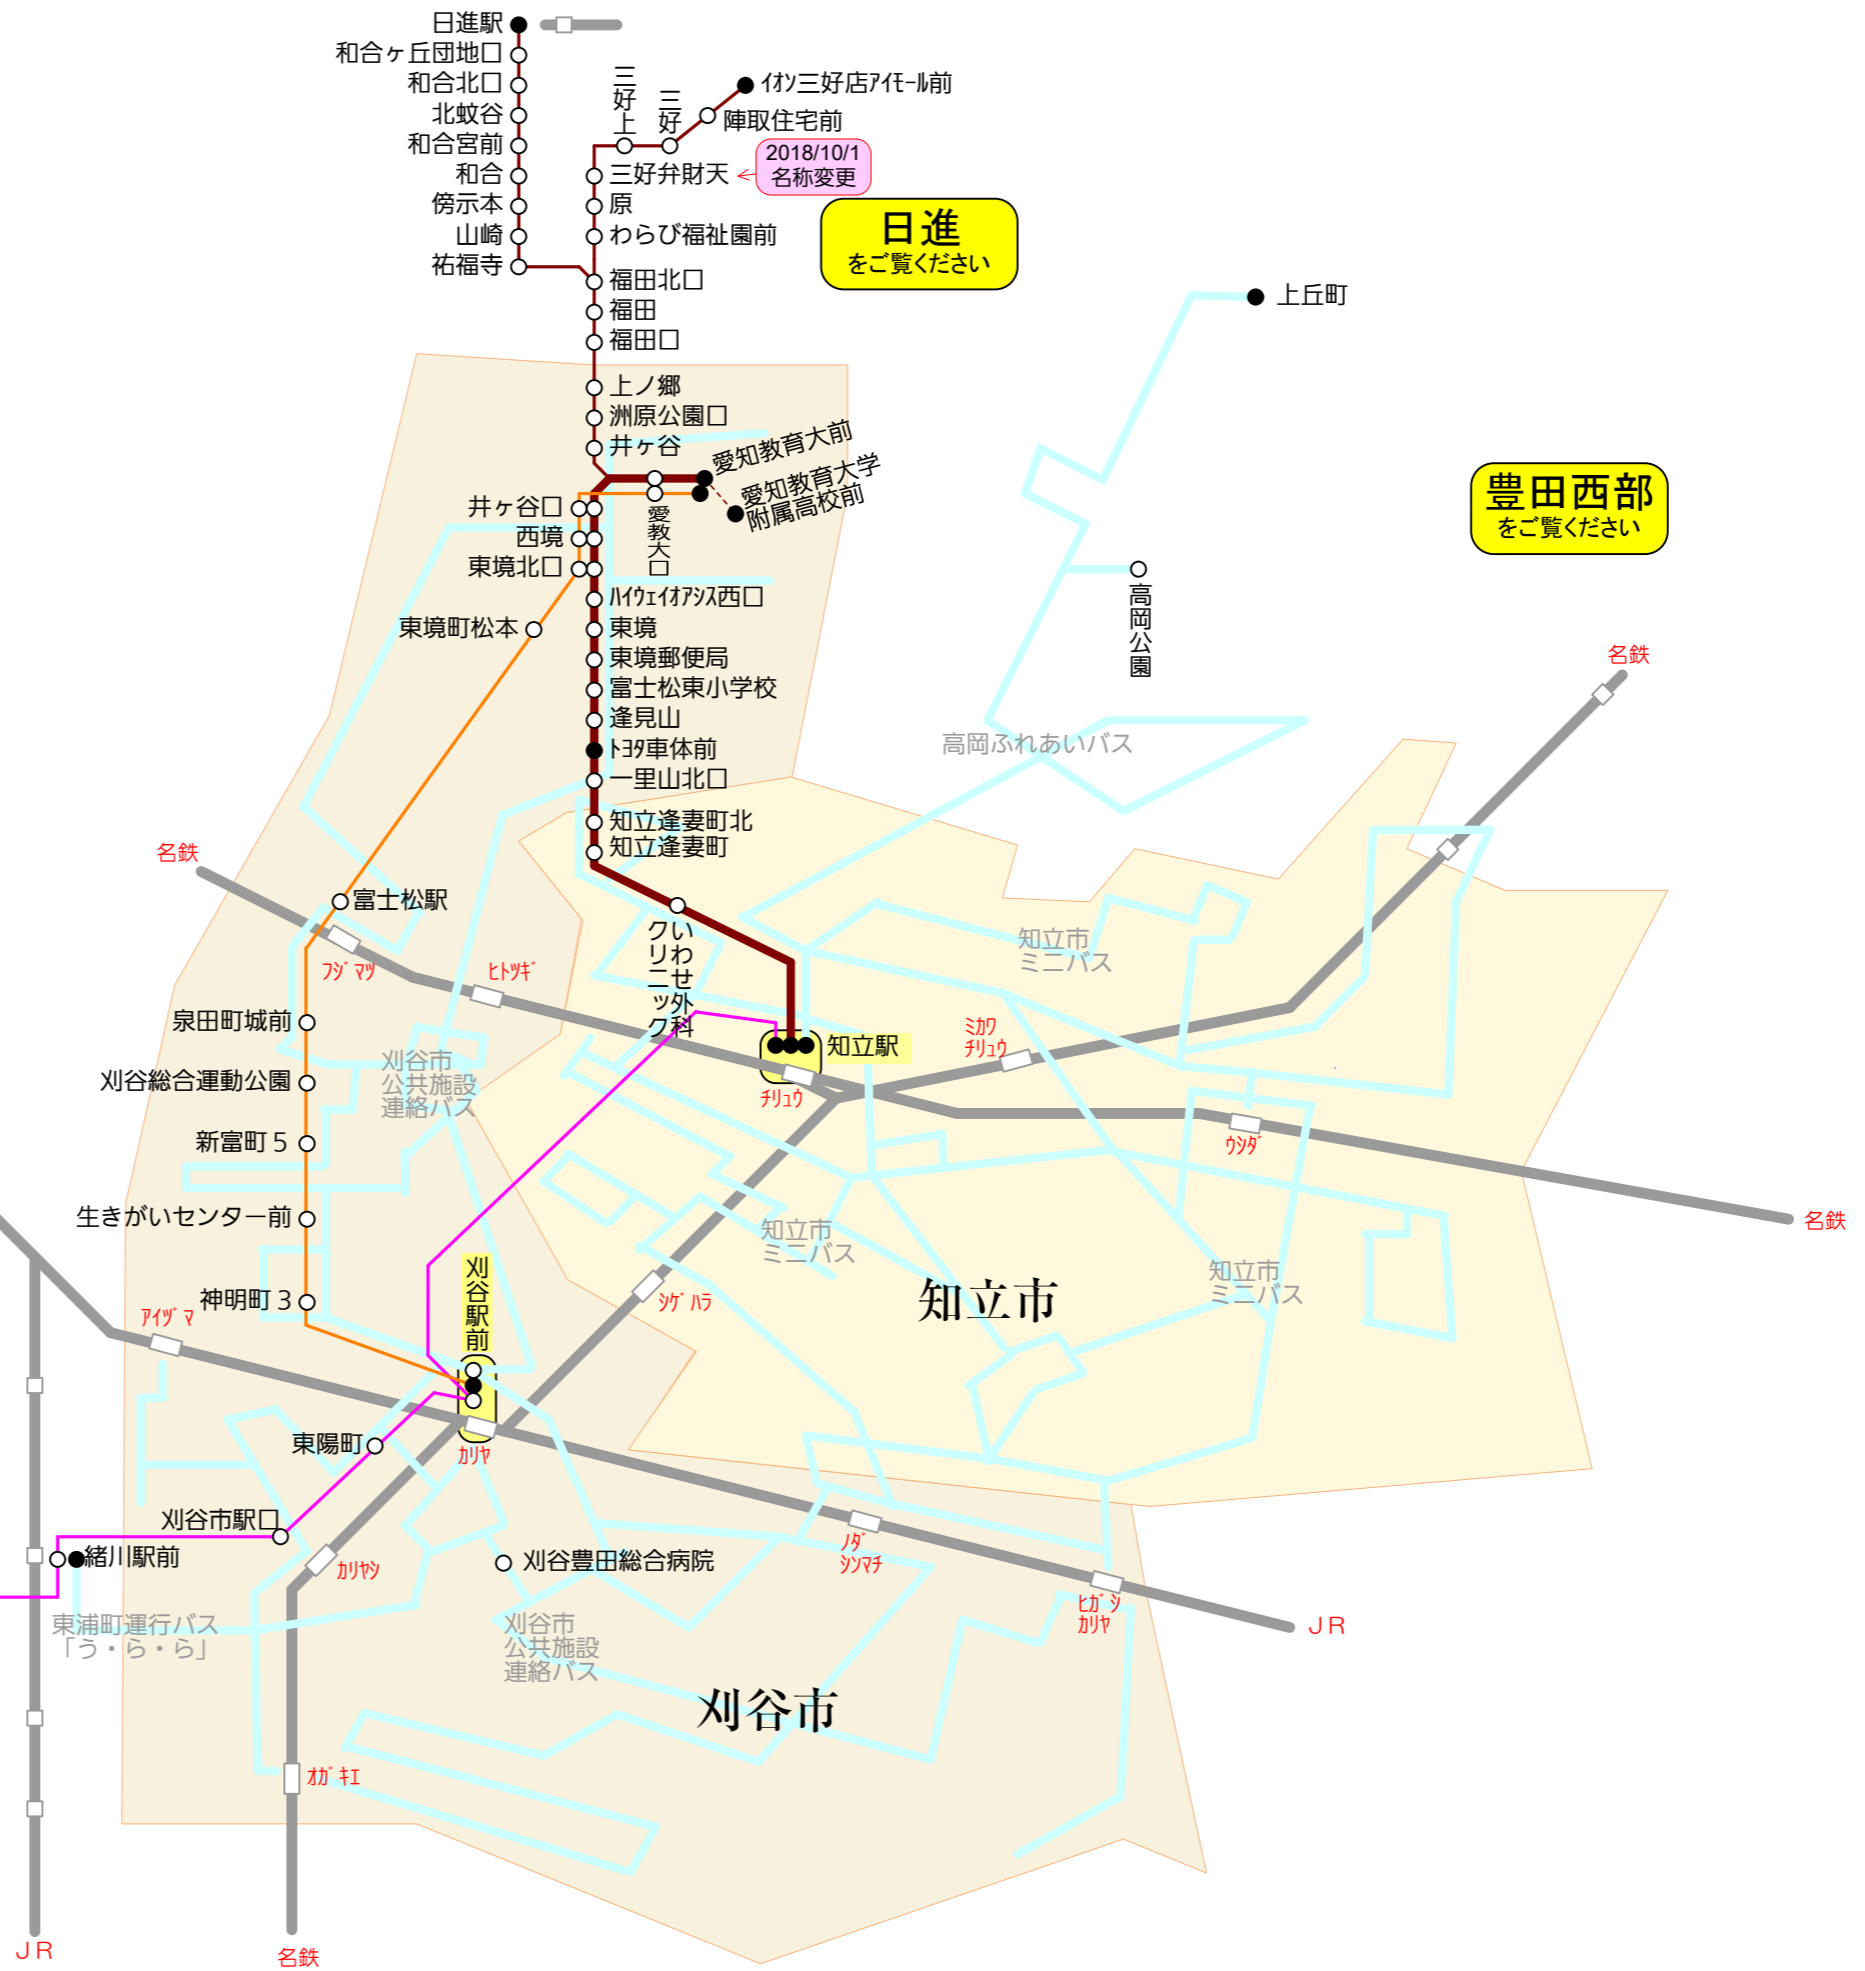 日進駅
和合ヶ丘団地口
和合北口
北蚊谷
和合宮前
和合
傍示本
山崎
祐福寺
三好上
三好
ｲｵﾝ三好店ｱｲﾓｰﾙ前
陣取住宅前
三好弁財天
2018/10/1
名称変更
原
わらび福祉園前
日進
をご覧ください
福田北口
福田
福田口
上丘町
上ノ郷
洲原公園口
井ヶ谷
愛知教育大前
愛知教育大学
附属高校前
愛教大口
井ヶ谷口
西境
東境北口
豊田西部
をご覧ください
高岡公園
ﾊｲｳｪｲｵｱｼｽ西口
東境町松本
東境
東境郵便局
富士松東小学校
逢見山
ﾄﾖﾀ車体前
一里山北口
知立逢妻町北
知立逢妻町
名鉄
高岡ふれあいバス
名鉄
富士松駅
ﾌｼﾞﾏﾂ
ﾋﾄﾂｷﾞ
いわせ外科
クリニック
知立市
ミニバス
泉田町城前
知立駅
ﾐｶﾜ
ﾁﾘｭｳ
ﾁﾘｭｳ
刈谷総合運動公園
刈谷市
公共施設
連絡バス
新富町５
ｳｼﾀﾞ
生きがいセンター前
名鉄
知立市
ミニバス
知立市
ミニバス
神明町３
刈谷駅前
ｼｹﾞﾊﾗ
知立市
ｱｲﾂﾞﾏ
東陽町
ｶﾘﾔ
刈谷市駅口
緒川駅前
ｶﾘﾔｼ
刈谷豊田総合病院
ﾉﾀﾞ
ｼﾝﾏﾁ
ﾋｶﾞｼ
ｶﾘﾔ
ＪＲ
東浦町運行バス
「う・ら・ら」
刈谷市
公共施設
連絡バス
刈谷市
ｵｶﾞｷｴ
ＪＲ
名鉄